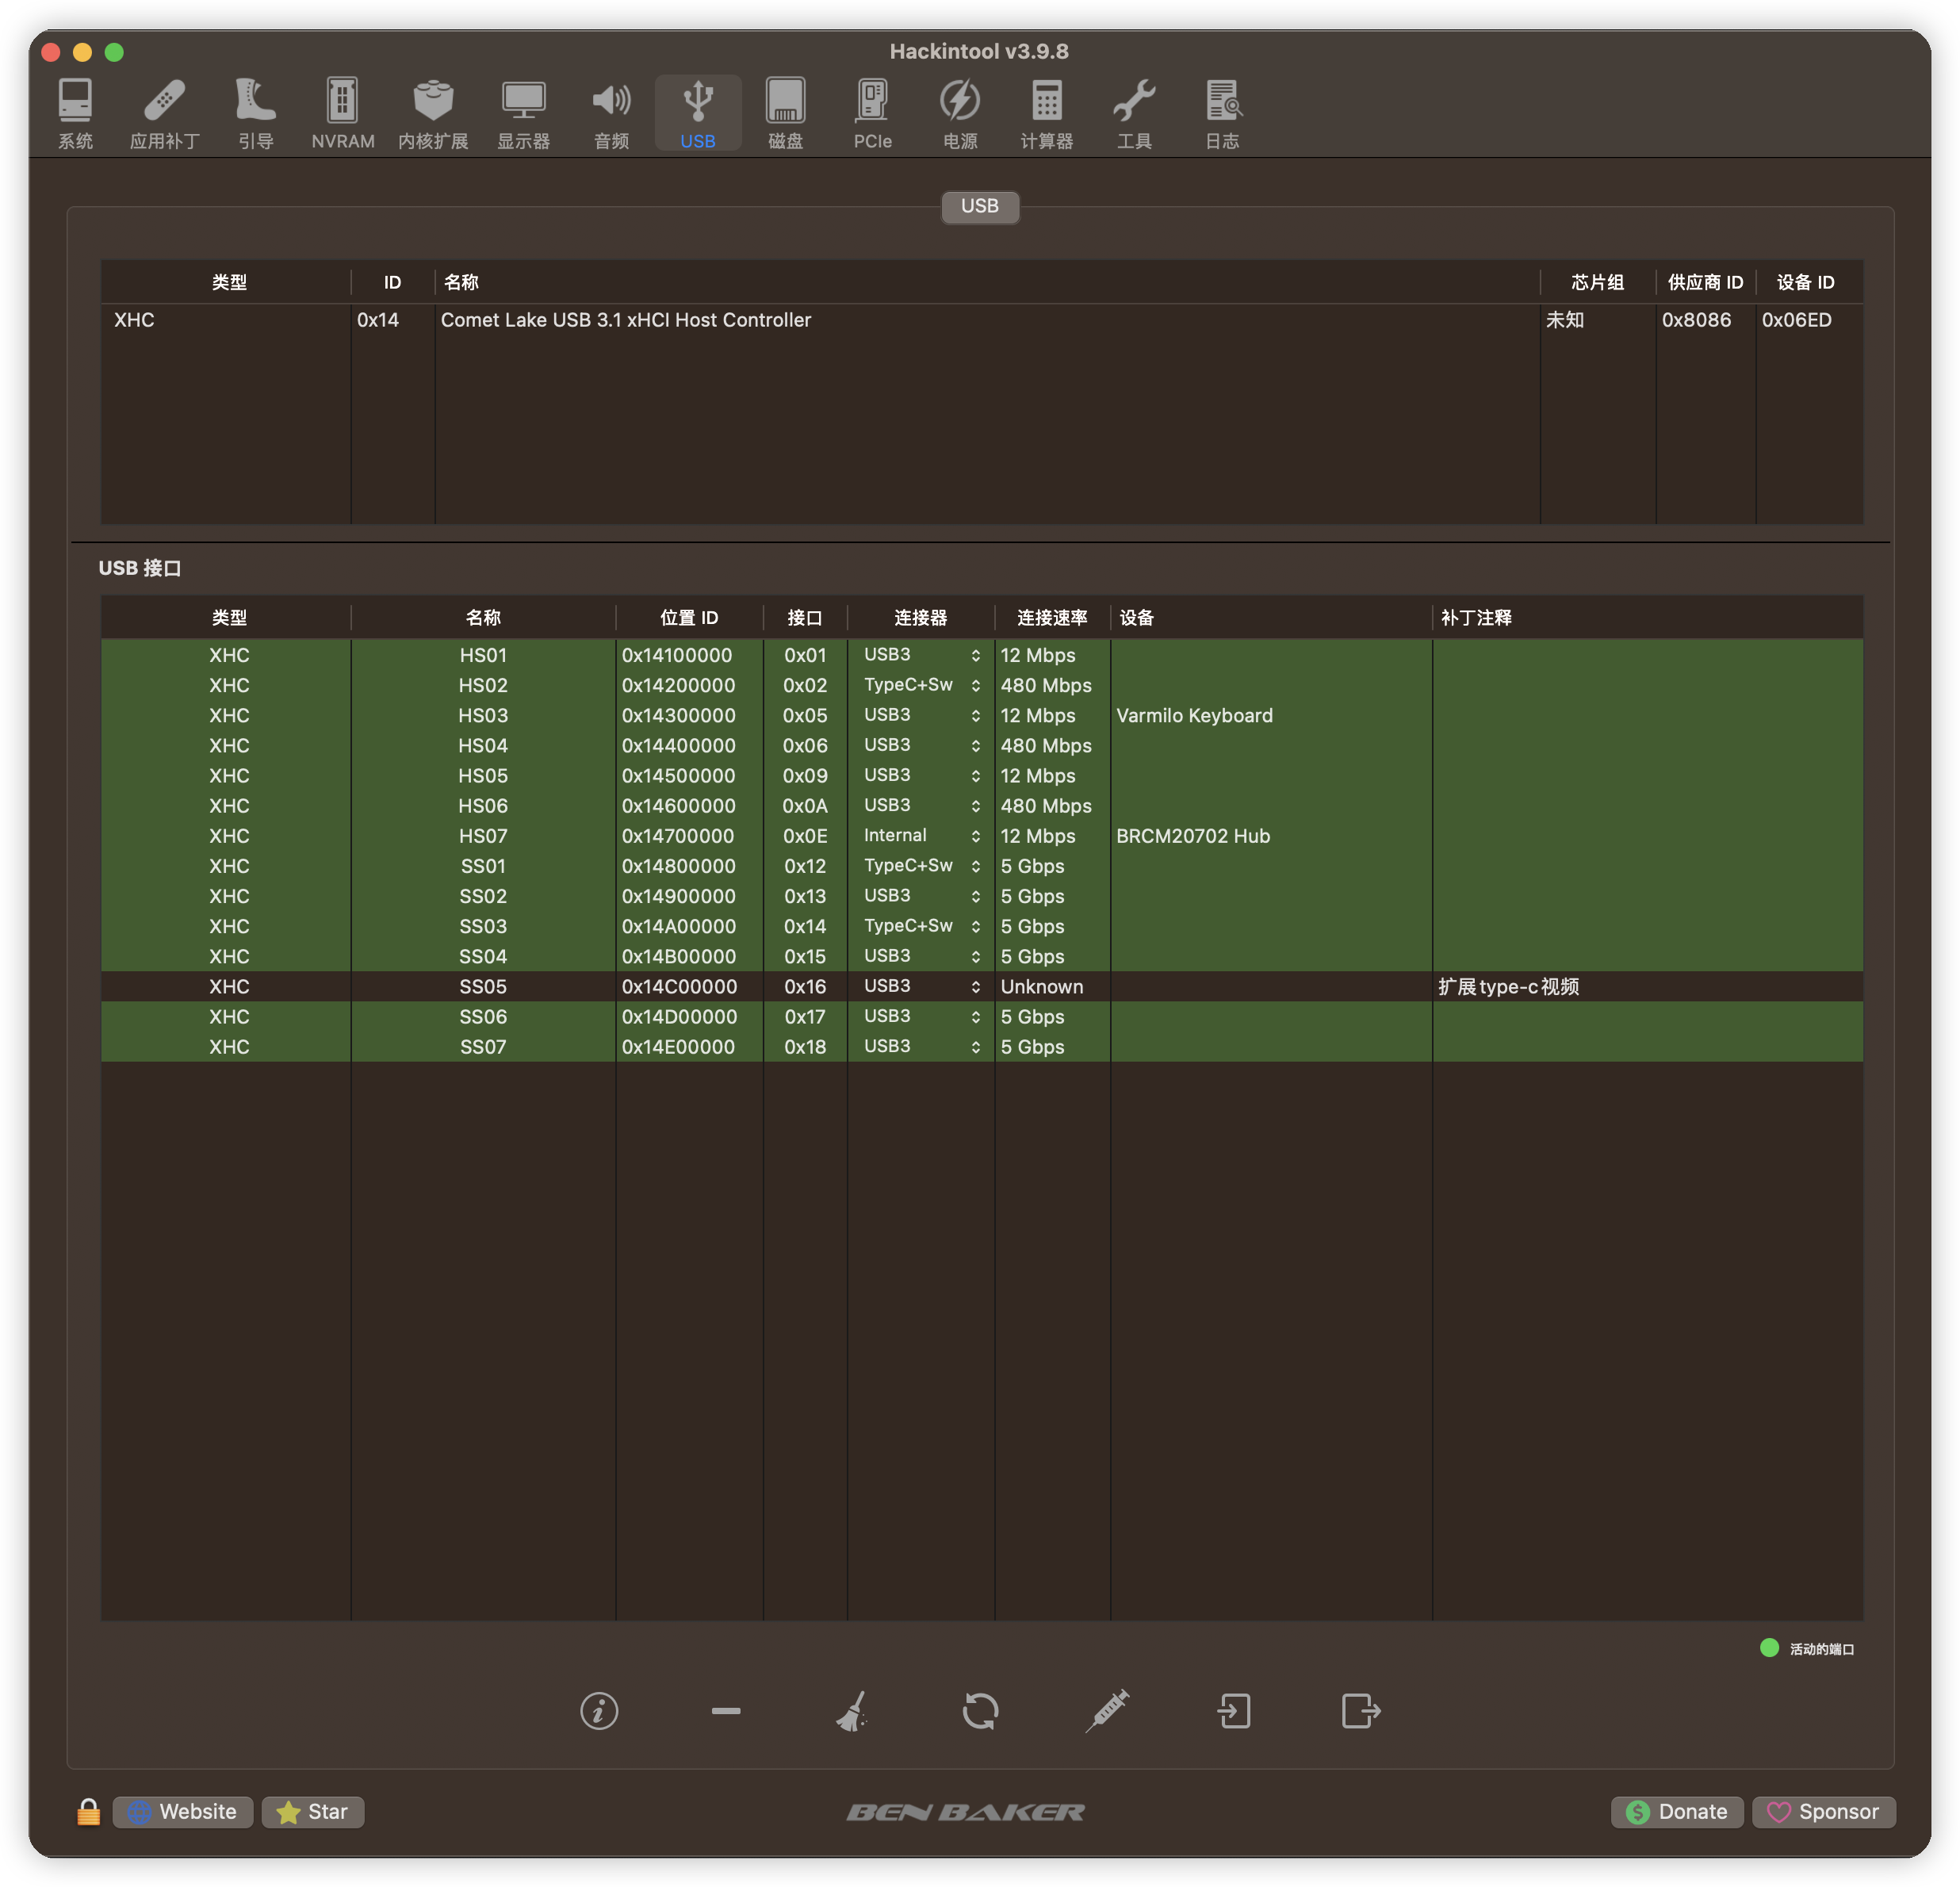 Hackintool v3.9.8
系统 应用补丁 引导 NVRAM 内核扩展 显示器 音频 USB 磁盘 PCIe 电源 计算器 工具 日志
USB
类型 ID 名称 芯片组 供应商 ID 设备 ID
XHC 0x14 Comet Lake USB 3.1 xHCI Host Controller 未知 0x8086 0x06ED
USB 接口
类型 名称 位置 ID 接口 连接器 连接速率 设备 补丁注释
XHC HS01 0x14100000 0x01 USB3 12 Mbps
XHC HS02 0x14200000 0x02 TypeC+Sw 480 Mbps
XHC HS03 0x14300000 0x05 USB3 12 Mbps Varmilo Keyboard
XHC HS04 0x14400000 0x06 USB3 480 Mbps
XHC HS05 0x14500000 0x09 USB3 12 Mbps
XHC HS06 0x14600000 0x0A USB3 480 Mbps
XHC HS07 0x14700000 0x0E Internal 12 Mbps BRCM20702 Hub
XHC SS01 0x14800000 0x12 TypeC+Sw 5 Gbps
XHC SS02 0x14900000 0x13 USB3 5 Gbps
XHC SS03 0x14A00000 0x14 TypeC+Sw 5 Gbps
XHC SS04 0x14B00000 0x15 USB3 5 Gbps
XHC SS05 0x14C00000 0x16 USB3 Unknown 扩展type-c视频
XHC SS06 0x14D00000 0x17 USB3 5 Gbps
XHC SS07 0x14E00000 0x18 USB3 5 Gbps
活动的端口
Website Star BEN BAKER Donate Sponsor